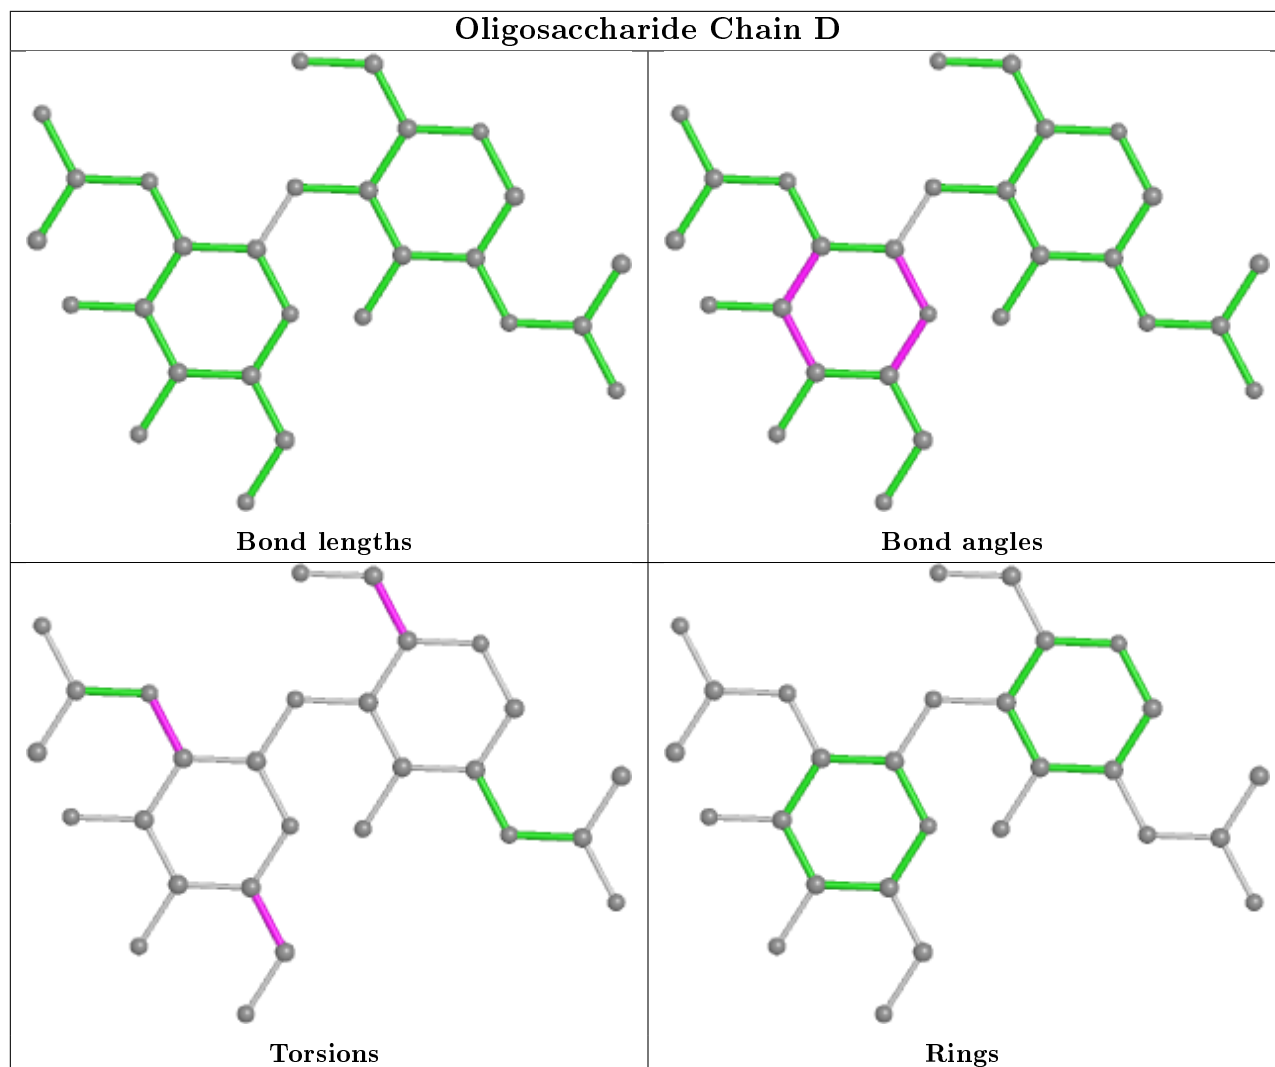 Oligosaccharide Chain D
Bond lengths
Bond angles
Torsions
Rings